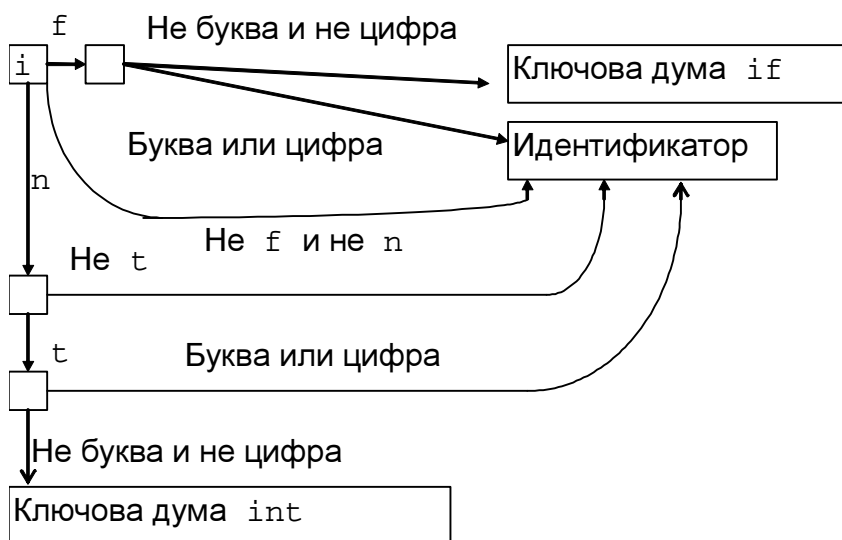 f
Не буква и не цифра
i
Ключова дума if
Буква или цифра
Идентификатор
n
Не f и не n
Не t
t
Буква или цифра
Не буква и не цифра
Ключова дума int